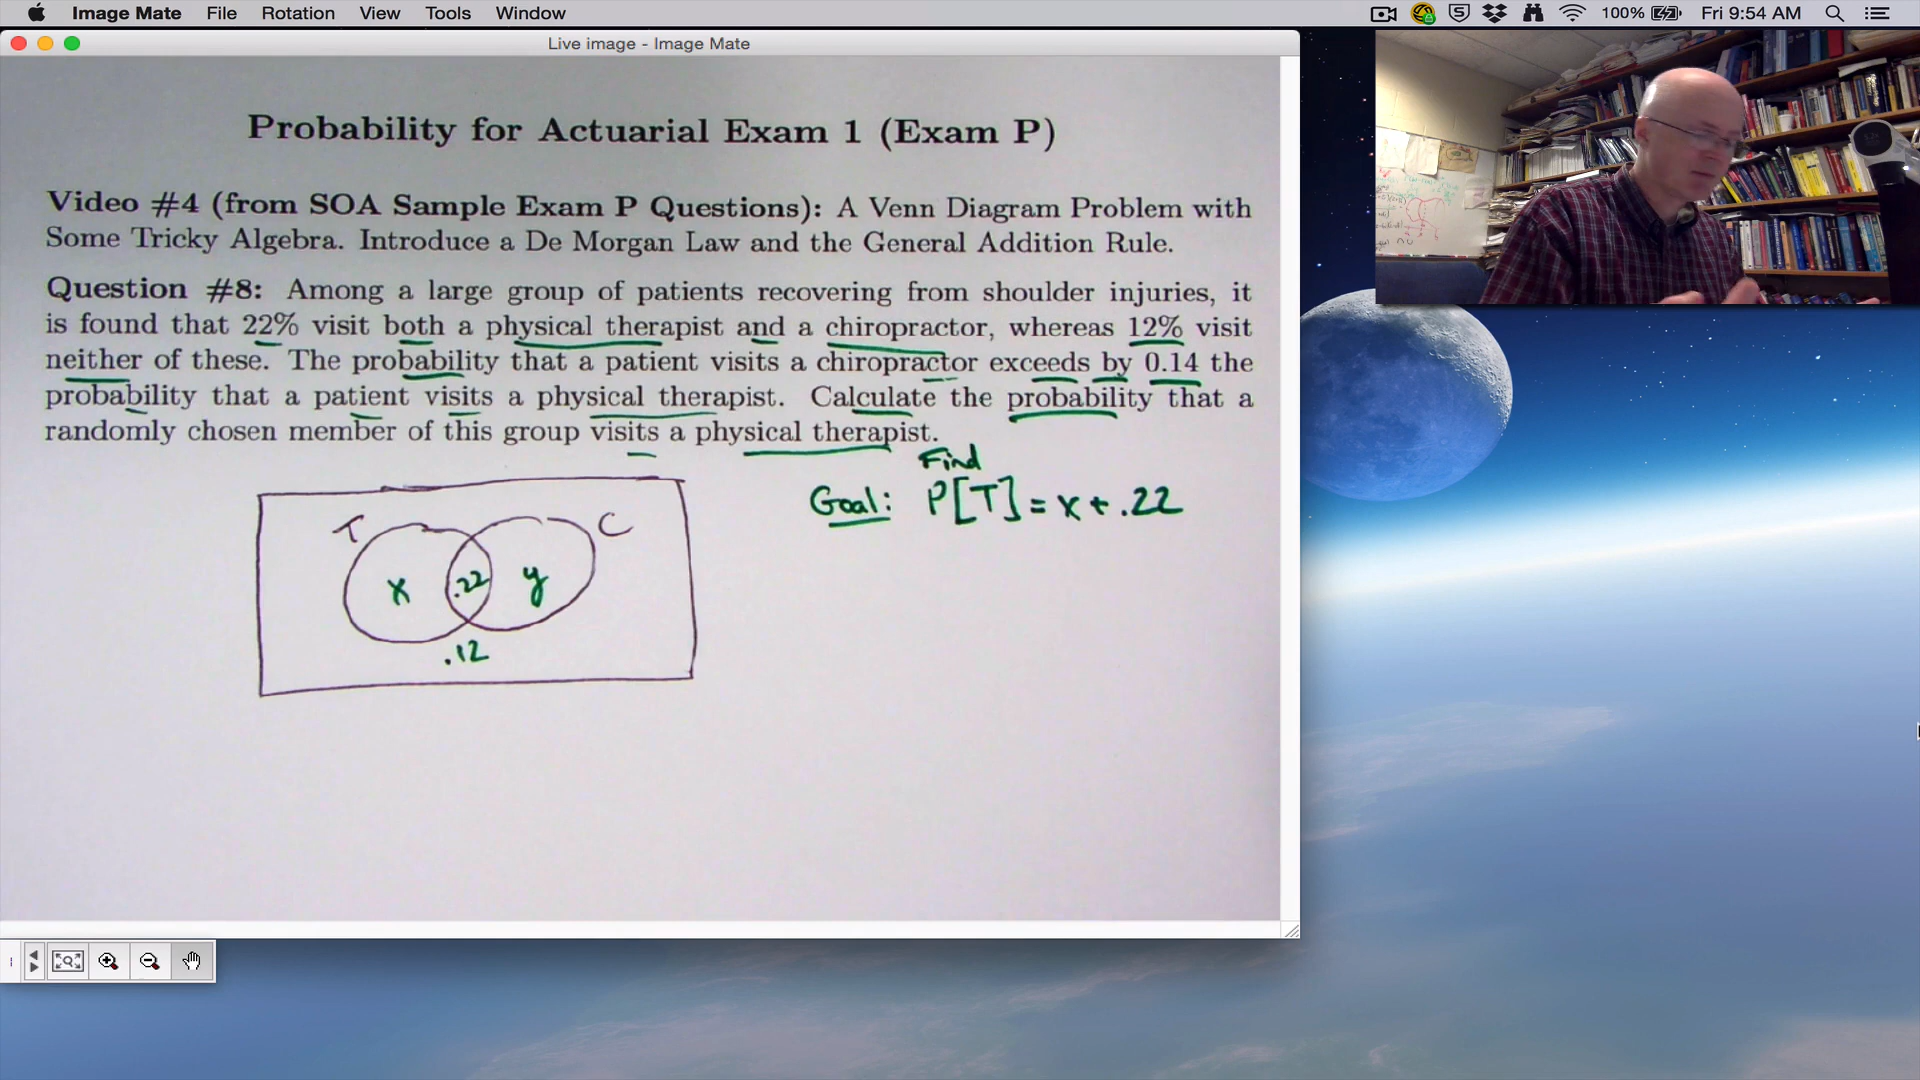 Image Mate File Rotation View Tools Window 100% Fri 9:54 AM
Live image - Image Mate
Probability for Actuarial Exam 1 (Exam P)
Video #4 (from SOA Sample Exam P Questions): A Venn Diagram Problem with
Some Tricky Algebra. Introduce a De Morgan Law and the General Addition Rule.
Question #8: Among a large group of patients recovering from shoulder injuries, it
is found that 22% visit both a physical therapist and a chiropractor, whereas 12% visit
neither of these. The probability that a patient visits a chiropractor exceeds by 0.14 the
probability that a patient visits a physical therapist. Calculate the probability that a
randomly chosen member of this group visits a physical therapist.
Find
Goal: P[T] = x + .22
T C
x .22 y
.12